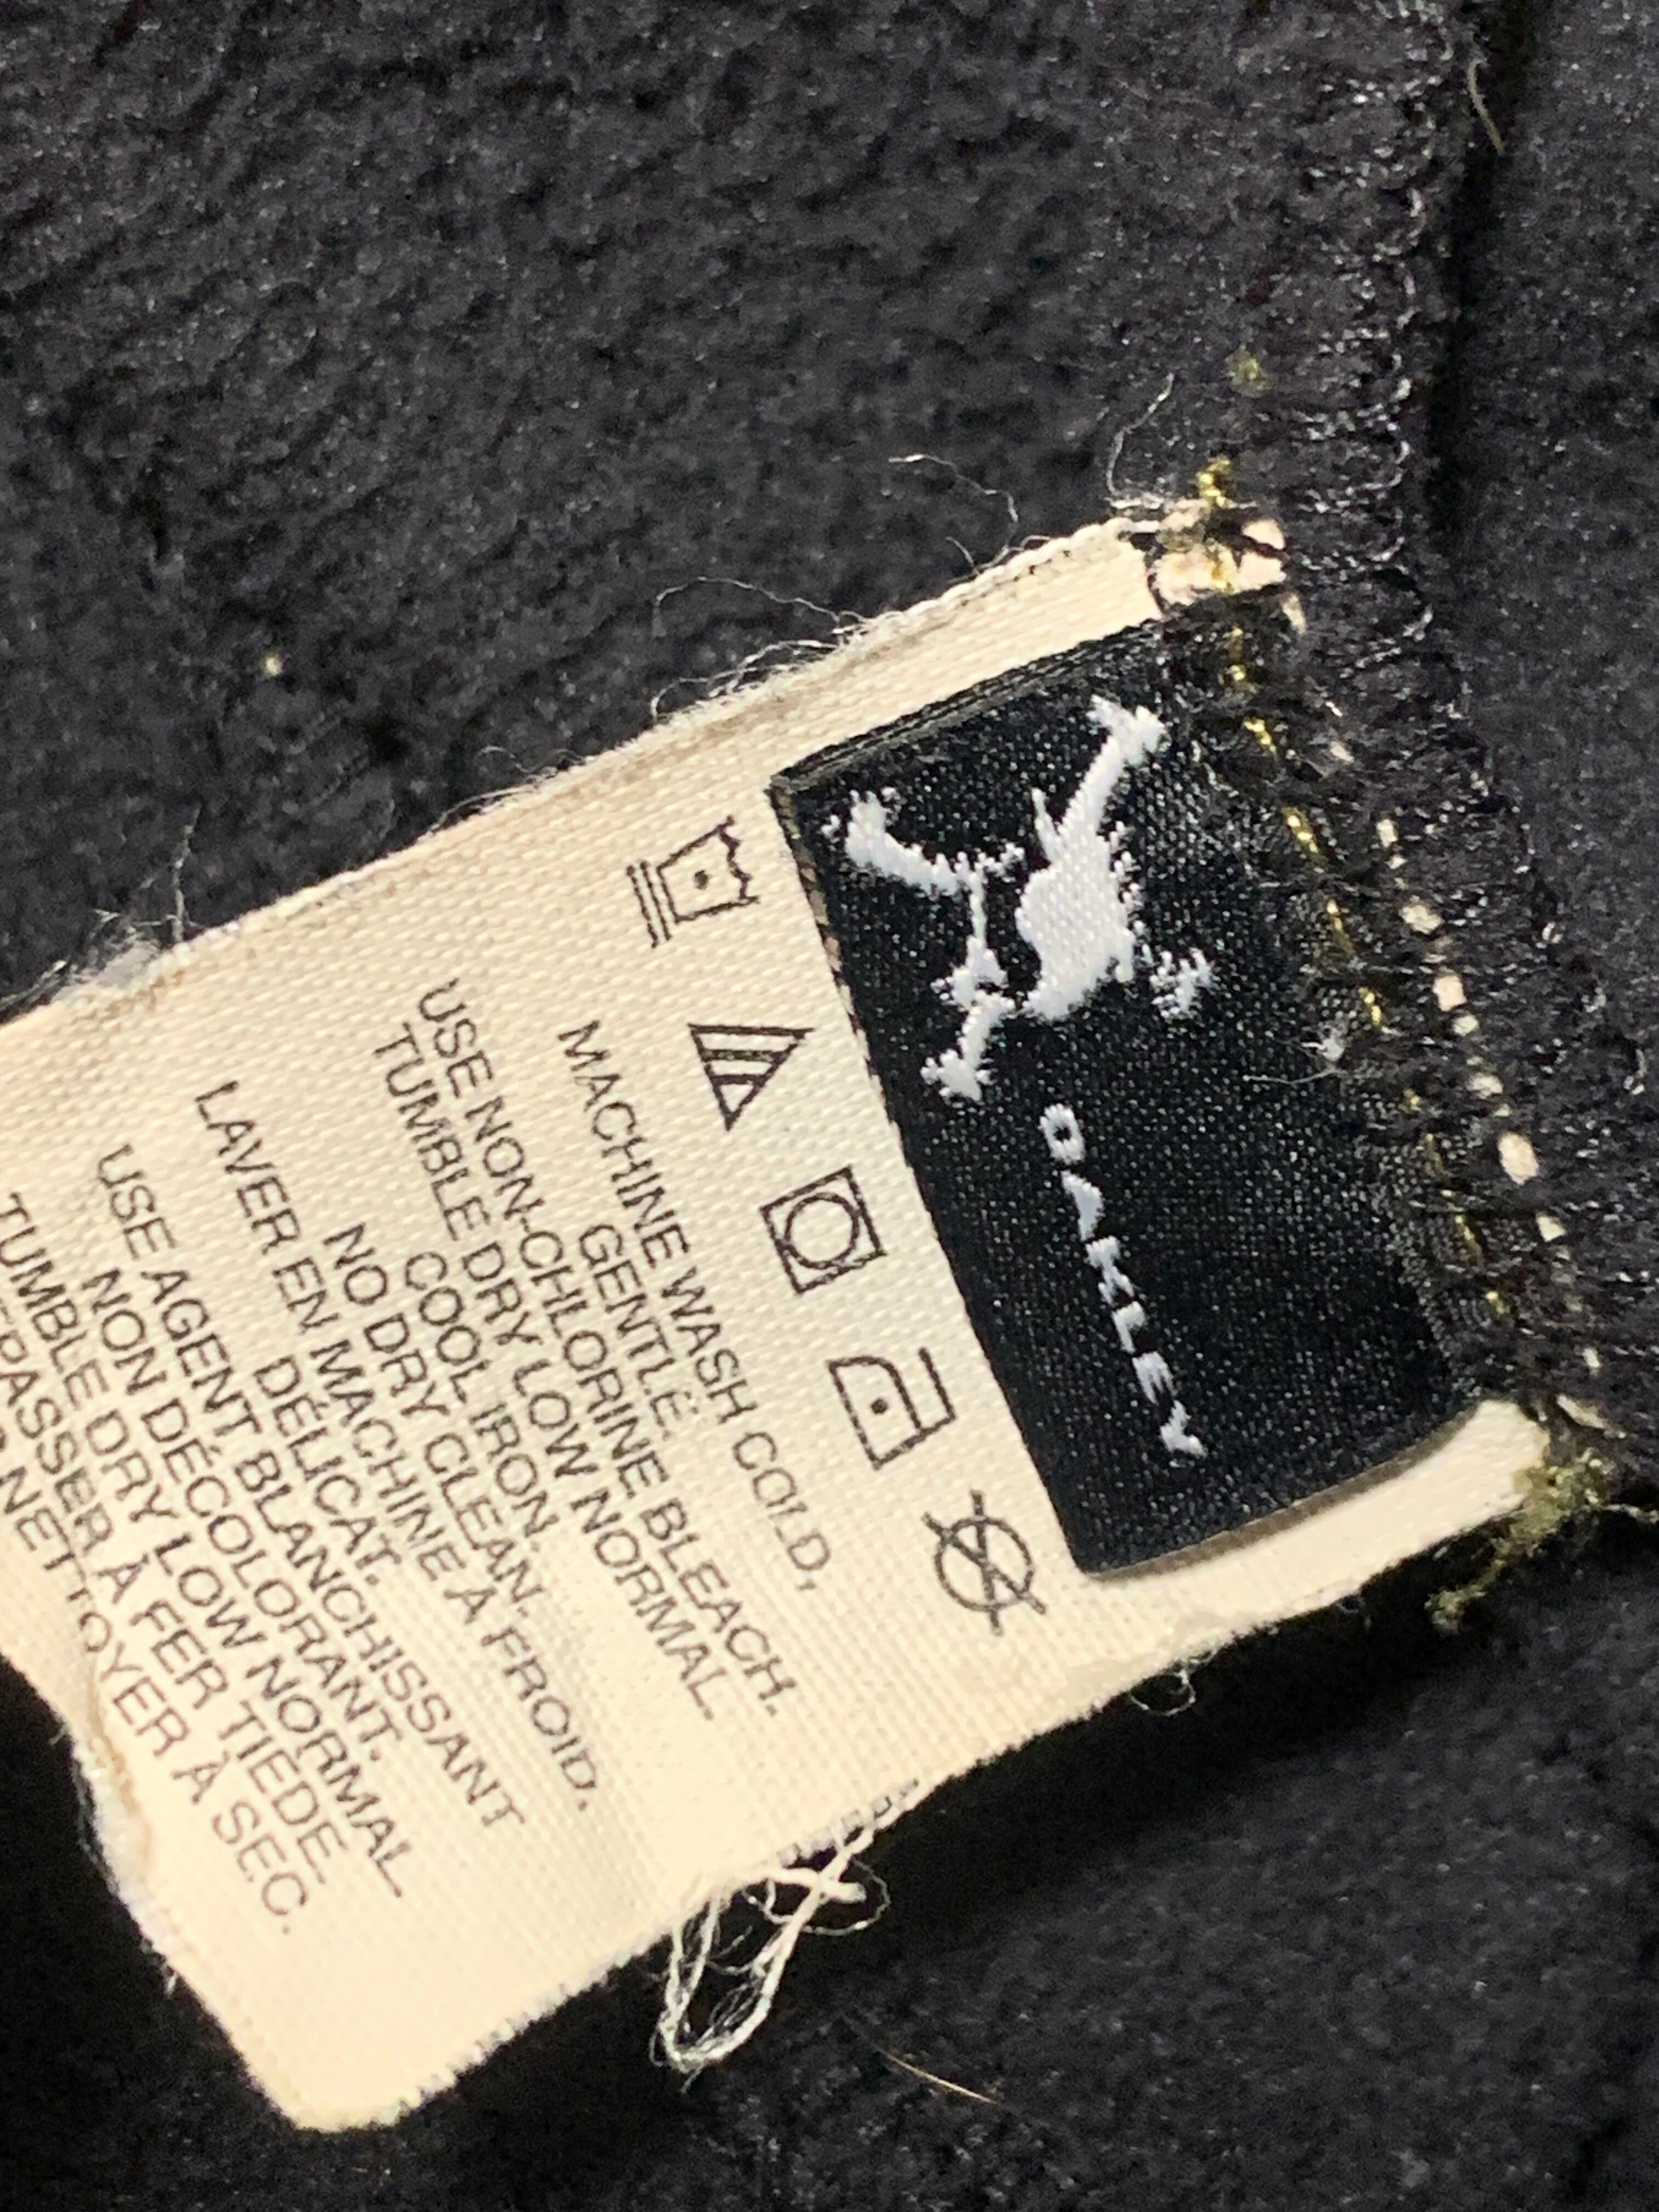 OAKLEY
MACHINE WASH COLD,
GENTLE.
USE NON-CHLORINE BLEACH.
TUMBLE DRY LOW NORMAL.
COOL IRON.
NO DRY CLEAN.
LAVER EN MACHINE À FROID.
DÉLICAT.
USE AGENT BLANCHISSANT
NON DÉCOLORANT.
TUMBLE DRY LOW NORMAL
PASSER À FER TIEDE
NETTOYER À SEC.